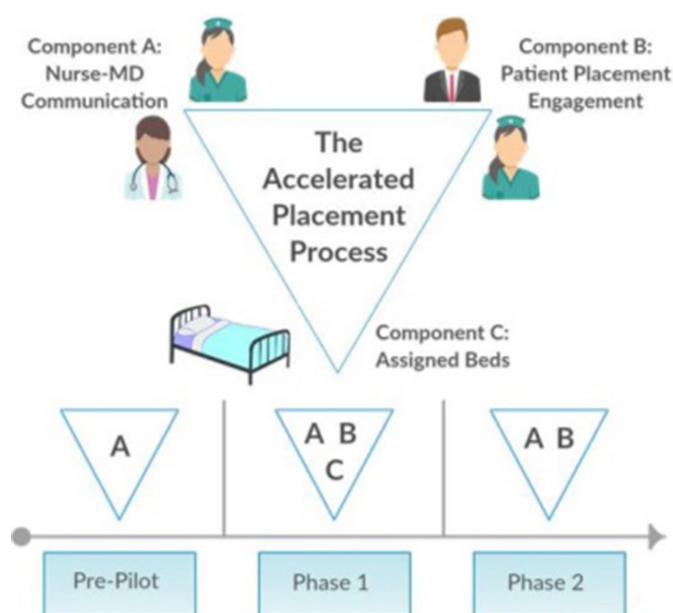 Component A:
Nurse-MD
Communication
Component B:
Patient Placement
Engagement
The
Accelerated
Placement
Process
Component C:
Assigned Beds
A
A B
C
A B
Pre-Pilot
Phase 1
Phase 2